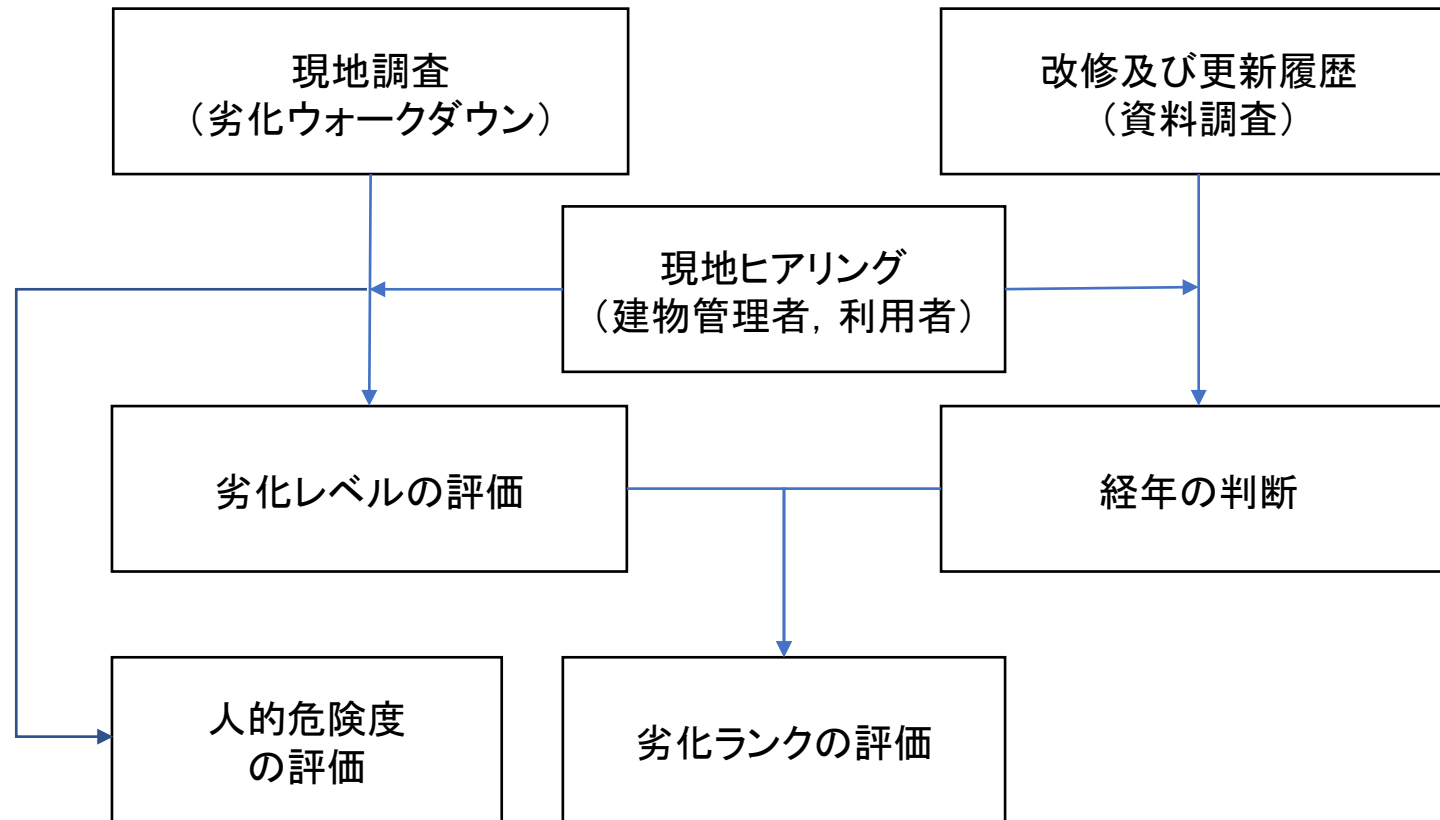 現地調査
（劣化ウォークダウン）
改修及び更新履歴
（資料調査）
現地ヒアリング
（建物管理者，利用者）
劣化レベルの評価
経年の判断
人的危険度
の評価
劣化ランクの評価